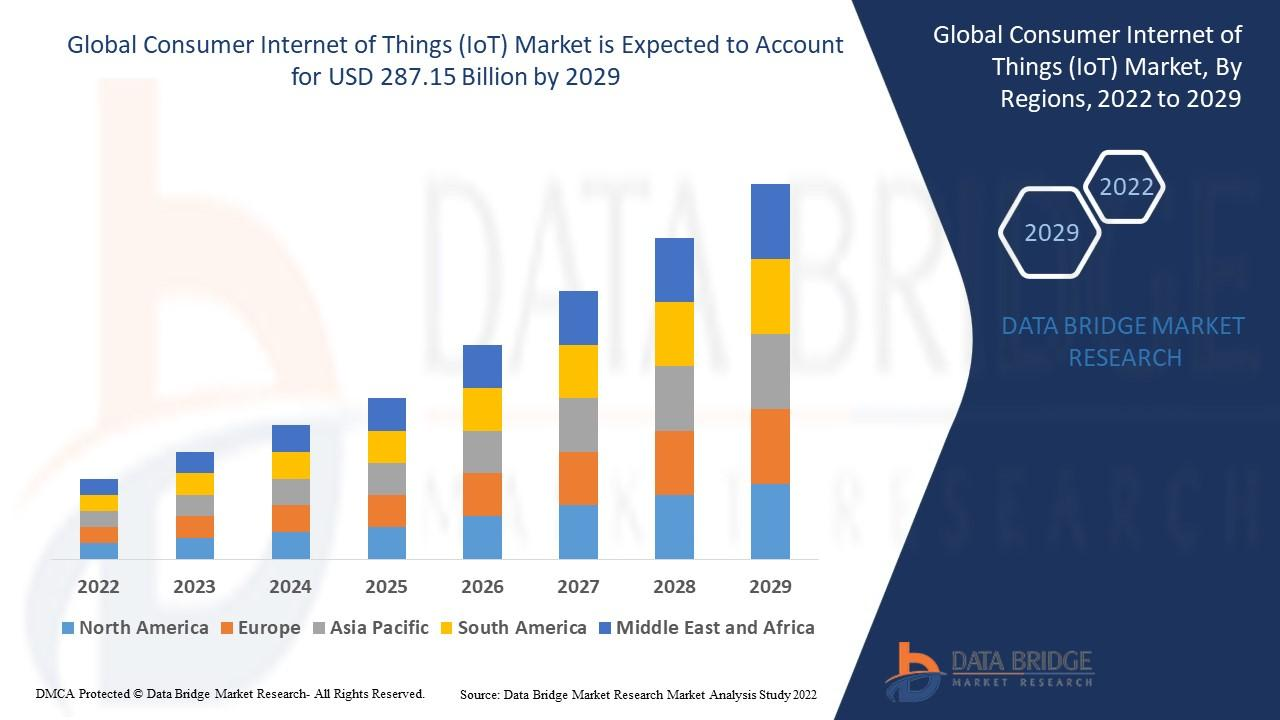 Global Consumer Internet of Things (IoT) Market is Expected to Account
for USD 287.15 Billion by 2029
Global Consumer Internet of
Things (IoT) Market, By
Regions, 2022 to 2029
2022
2029
DATA BRIDGE MARKET
RESEARCH
DATA BRIDGE
MARKET RESEARCH
2022 2023 2024 2025 2026 2027 2028 2029
North America Europe Asia Pacific South America Middle East and Africa
DATA BRIDGE
MARKET RESEARCH
DMCA Protected © Data Bridge Market Research- All Rights Reserved.
Source: Data Bridge Market Research Market Analysis Study 2022